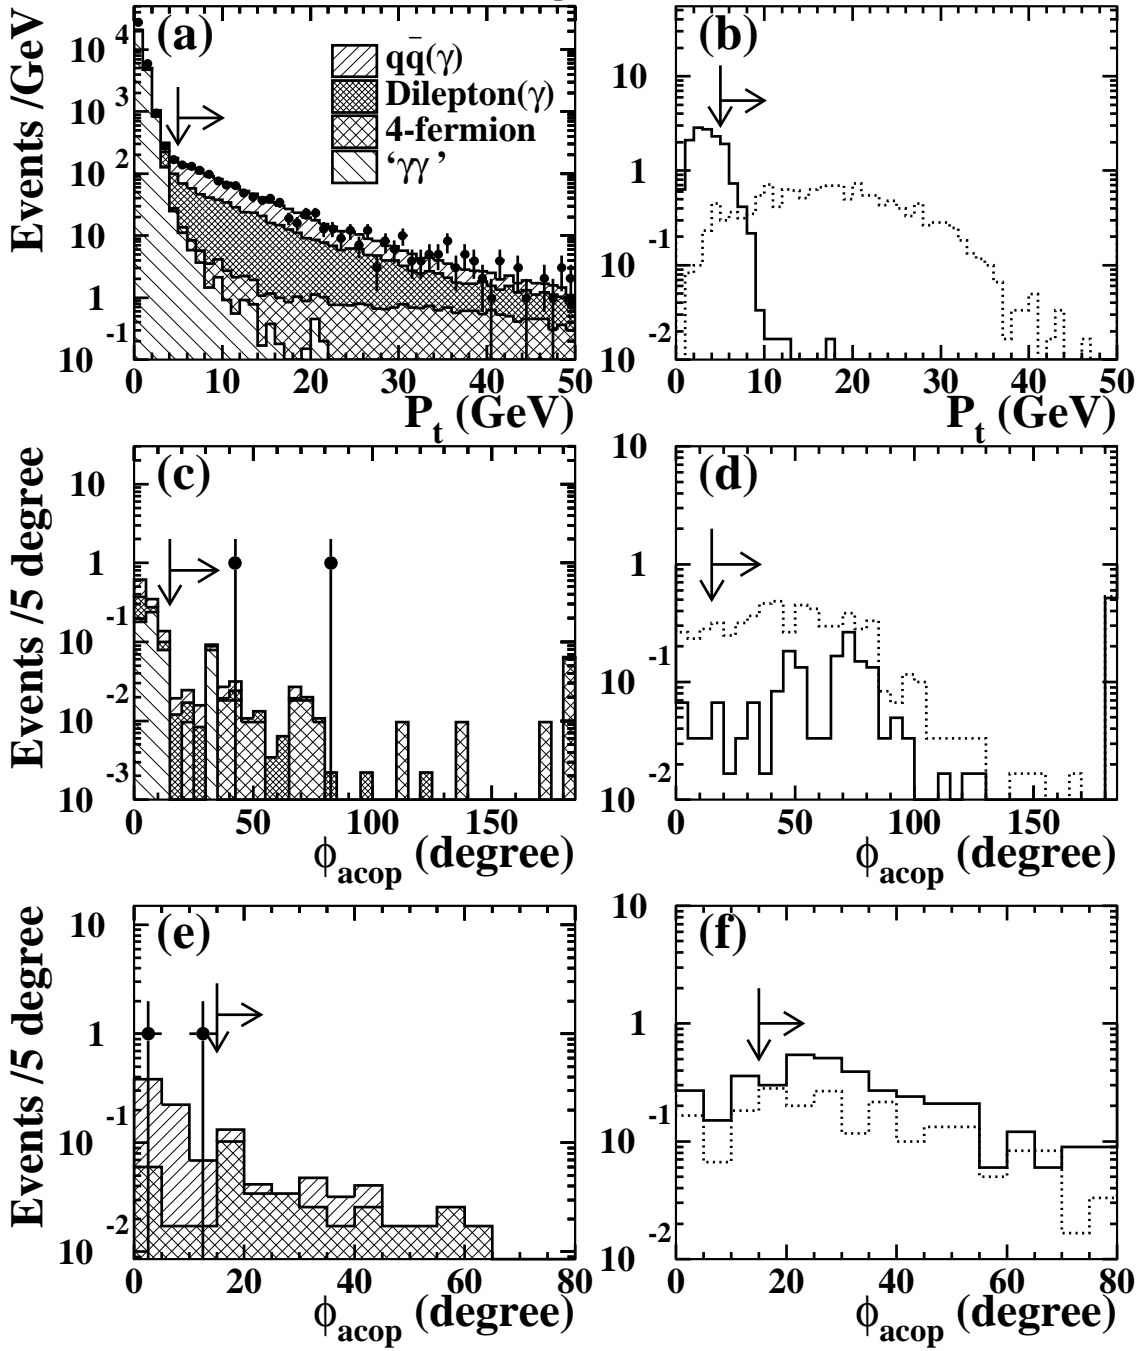 (a)
Events /GeV
10 4
10 3
10 2
10
1
10 -1
qq̄(γ)
Dilepton(γ)
4-fermion
‘γγ’
0 10 20 30 40 50
P_t (GeV)
(b)
10
1
10 -1
10 -2
0 10 20 30 40 50
P_t (GeV)
(c)
Events /5 degree
10
1
10 -1
10 -2
10 -3
0 50 100 150
ϕ_acop (degree)
(d)
10
1
10 -1
10 -2
0 50 100 150
ϕ_acop (degree)
(e)
Events /5 degree
10
1
10 -1
10 -2
0 20 40 60 80
ϕ_acop (degree)
(f)
10
1
10 -1
10 -2
0 20 40 60 80
ϕ_acop (degree)